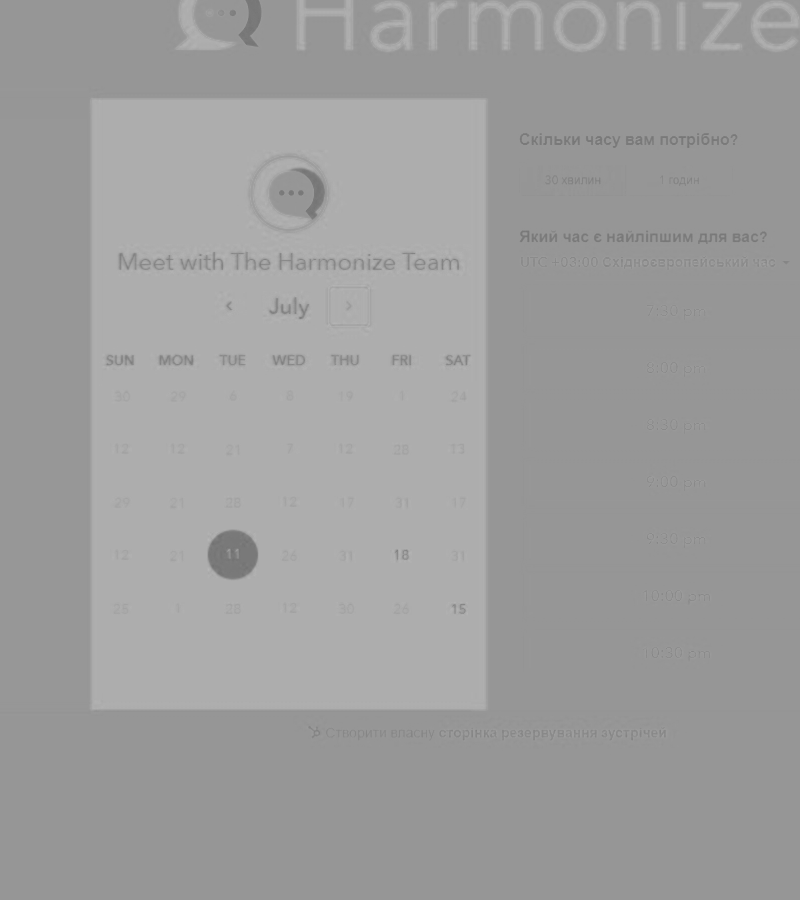 Harmonize
Meet with The Harmonize Team
July
SUN MON TUE WED THU FRI SAT
30 29 6 8 19 1 24
12 12 21 7 12 28 13
29 21 28 12 17 31 17
12 21 11 26 31 18 31
25 1 28 12 30 26 15
Скільки часу вам потрібно?
30 хвилин 1 годин
Який час є найліпшим для вас?
UTC +03:00 Східноєвропейський час
7:30 pm
8:00 pm
8:30 pm
9:00 pm
9:30 pm
10:00 pm
10:30 pm
Створити власну сторінка резервування зустрічей